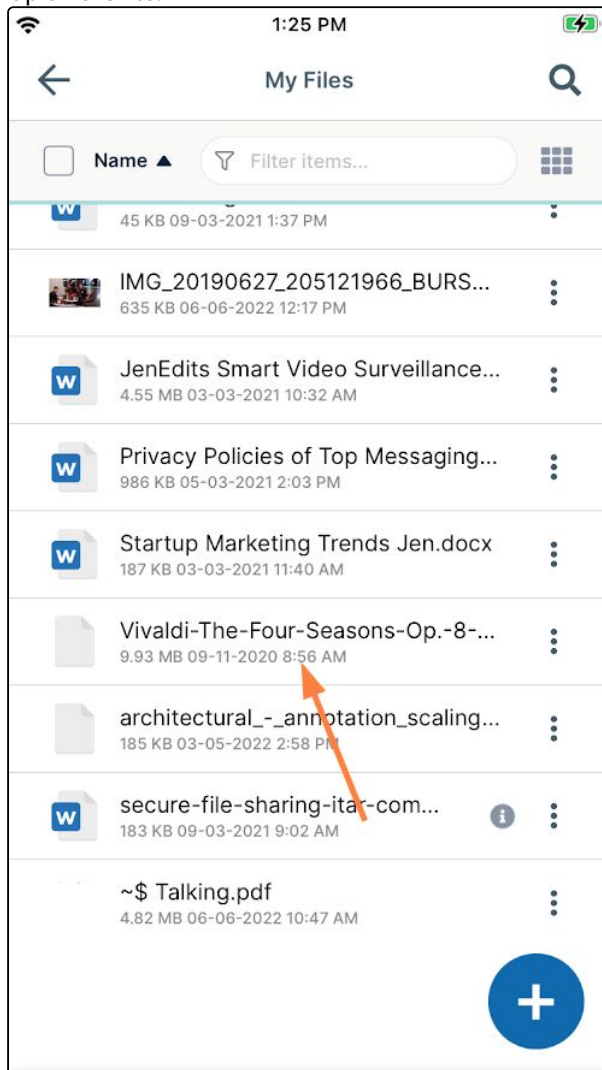 1:25 PM
My Files
Name ▲ Filter items...
W
45 KB 09-03-2021 1:37 PM
IMG_20190627_205121966_BURS...
635 KB 06-06-2022 12:17 PM
W JenEdits Smart Video Surveillance...
4.55 MB 03-03-2021 10:32 AM
W Privacy Policies of Top Messaging...
986 KB 05-03-2021 2:03 PM
W Startup Marketing Trends Jen.docx
187 KB 03-03-2021 11:40 AM
Vivaldi-The-Four-Seasons-Op.-8-...
9.93 MB 09-11-2020 8:56 AM
architectural_-_annotation_scaling...
185 KB 03-05-2022 2:58 PM
W secure-file-sharing-itar-com... i
183 KB 09-03-2021 9:02 AM
~$ Talking.pdf
4.82 MB 06-06-2022 10:47 AM
+